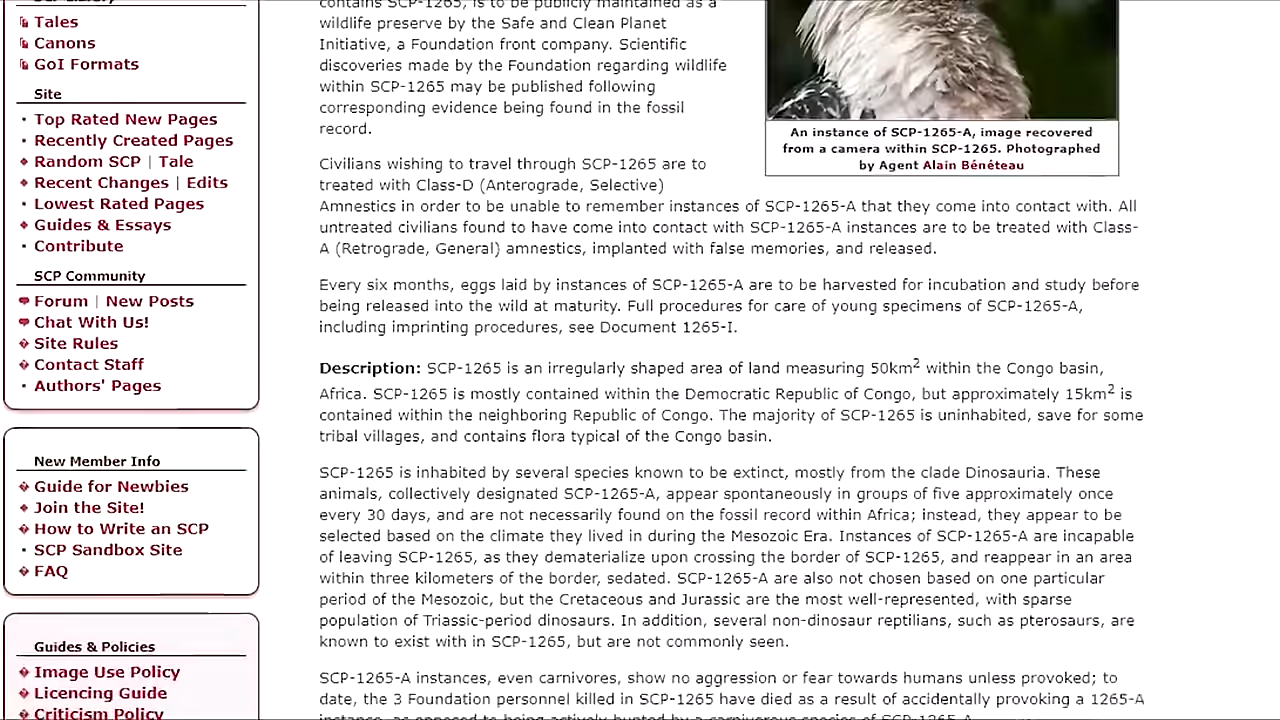 Tales
Canons
GoI Formats
Site
Top Rated New Pages
Recently Created Pages
Random SCP | Tale
Recent Changes | Edits
Lowest Rated Pages
Guides & Essays
Contribute
SCP Community
Forum | New Posts
Chat With Us!
Site Rules
Contact Staff
Authors' Pages
New Member Info
Guide for Newbies
Join the Site!
How to Write an SCP
SCP Sandbox Site
FAQ
Guides & Policies
Image Use Policy
Licencing Guide
Criticism Policy
contains SCP-1265, is to be publicly maintained as a
wildlife preserve by the Safe and Clean Planet
Initiative, a Foundation front company. Scientific
discoveries made by the Foundation regarding wildlife
within SCP-1265 may be published following
corresponding evidence being found in the fossil
record.
An instance of SCP-1265-A, image recovered
from a camera within SCP-1265. Photographed
by Agent Alain Bénéteau
Civilians wishing to travel through SCP-1265 are to
treated with Class-D (Anterograde, Selective)
Amnestics in order to be unable to remember instances of SCP-1265-A that they come into contact with. All
untreated civilians found to have come into contact with SCP-1265-A instances are to be treated with Class-
A (Retrograde, General) amnestics, implanted with false memories, and released.
Every six months, eggs laid by instances of SCP-1265-A are to be harvested for incubation and study before
being released into the wild at maturity. Full procedures for care of young specimens of SCP-1265-A,
including imprinting procedures, see Document 1265-I.
Description: SCP-1265 is an irregularly shaped area of land measuring 50km² within the Congo basin,
Africa. SCP-1265 is mostly contained within the Democratic Republic of Congo, but approximately 15km² is
contained within the neighboring Republic of Congo. The majority of SCP-1265 is uninhabited, save for some
tribal villages, and contains flora typical of the Congo basin.
SCP-1265 is inhabited by several species known to be extinct, mostly from the clade Dinosauria. These
animals, collectively designated SCP-1265-A, appear spontaneously in groups of five approximately once
every 30 days, and are not necessarily found on the fossil record within Africa; instead, they appear to be
selected based on the climate they lived in during the Mesozoic Era. Instances of SCP-1265-A are incapable
of leaving SCP-1265, as they dematerialize upon crossing the border of SCP-1265, and reappear in an area
within three kilometers of the border, sedated. SCP-1265-A are also not chosen based on one particular
period of the Mesozoic, but the Cretaceous and Jurassic are the most well-represented, with sparse
population of Triassic-period dinosaurs. In addition, several non-dinosaur reptilians, such as pterosaurs, are
known to exist with in SCP-1265, but are not commonly seen.
SCP-1265-A instances, even carnivores, show no aggression or fear towards humans unless provoked; to
date, the 3 Foundation personnel killed in SCP-1265 have died as a result of accidentally provoking a 1265-A
instance, as opposed to being actively hunted by a carnivorous species of SCP-1265-A.